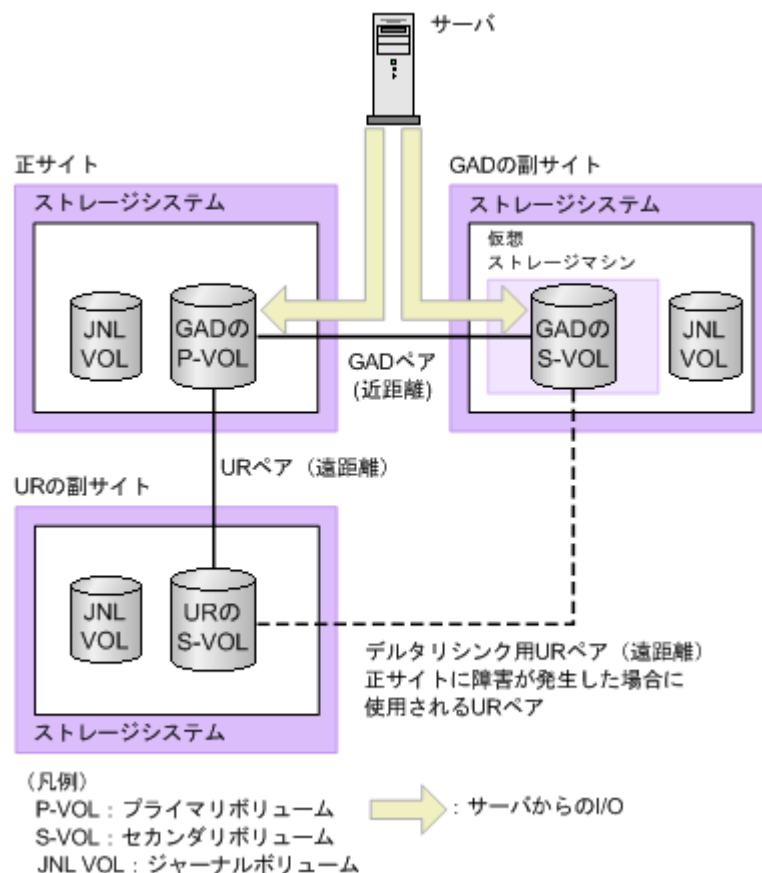 サーバ
正サイト
GADの副サイト
ストレージシステム
ストレージシステム
仮想
ストレージマシン
JNL
VOL
GADの
P-VOL
GADの
S-VOL
JNL
VOL
GADペア
(近距離)
URペア（遠距離）
URの副サイト
JNL
VOL
URの
S-VOL
デルタリシンク用URペア（遠距離）
正サイトに障害が発生した場合に
使用されるURペア
ストレージシステム
（凡例）
P-VOL：プライマリボリューム
：サーバからのI/O
S-VOL：セカンダリボリューム
JNL VOL：ジャーナルボリューム